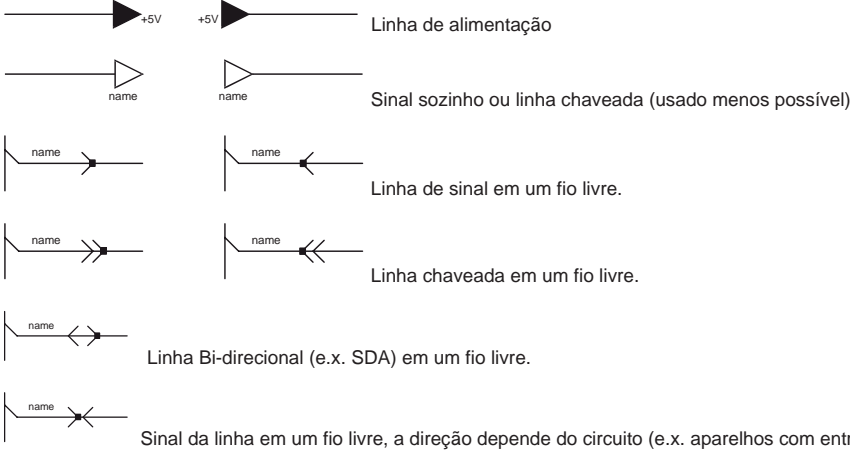 +5V +5V Linha de alimentação
name name Sinal sozinho ou linha chaveada (usado menos possível)
name name
Linha de sinal em um fio livre.
name name
Linha chaveada em um fio livre.
name
Linha Bi-direcional (e.x. SDA) em um fio livre.
name
Sinal da linha em um fio livre, a direção depende do circuito (e.x. aparelhos com